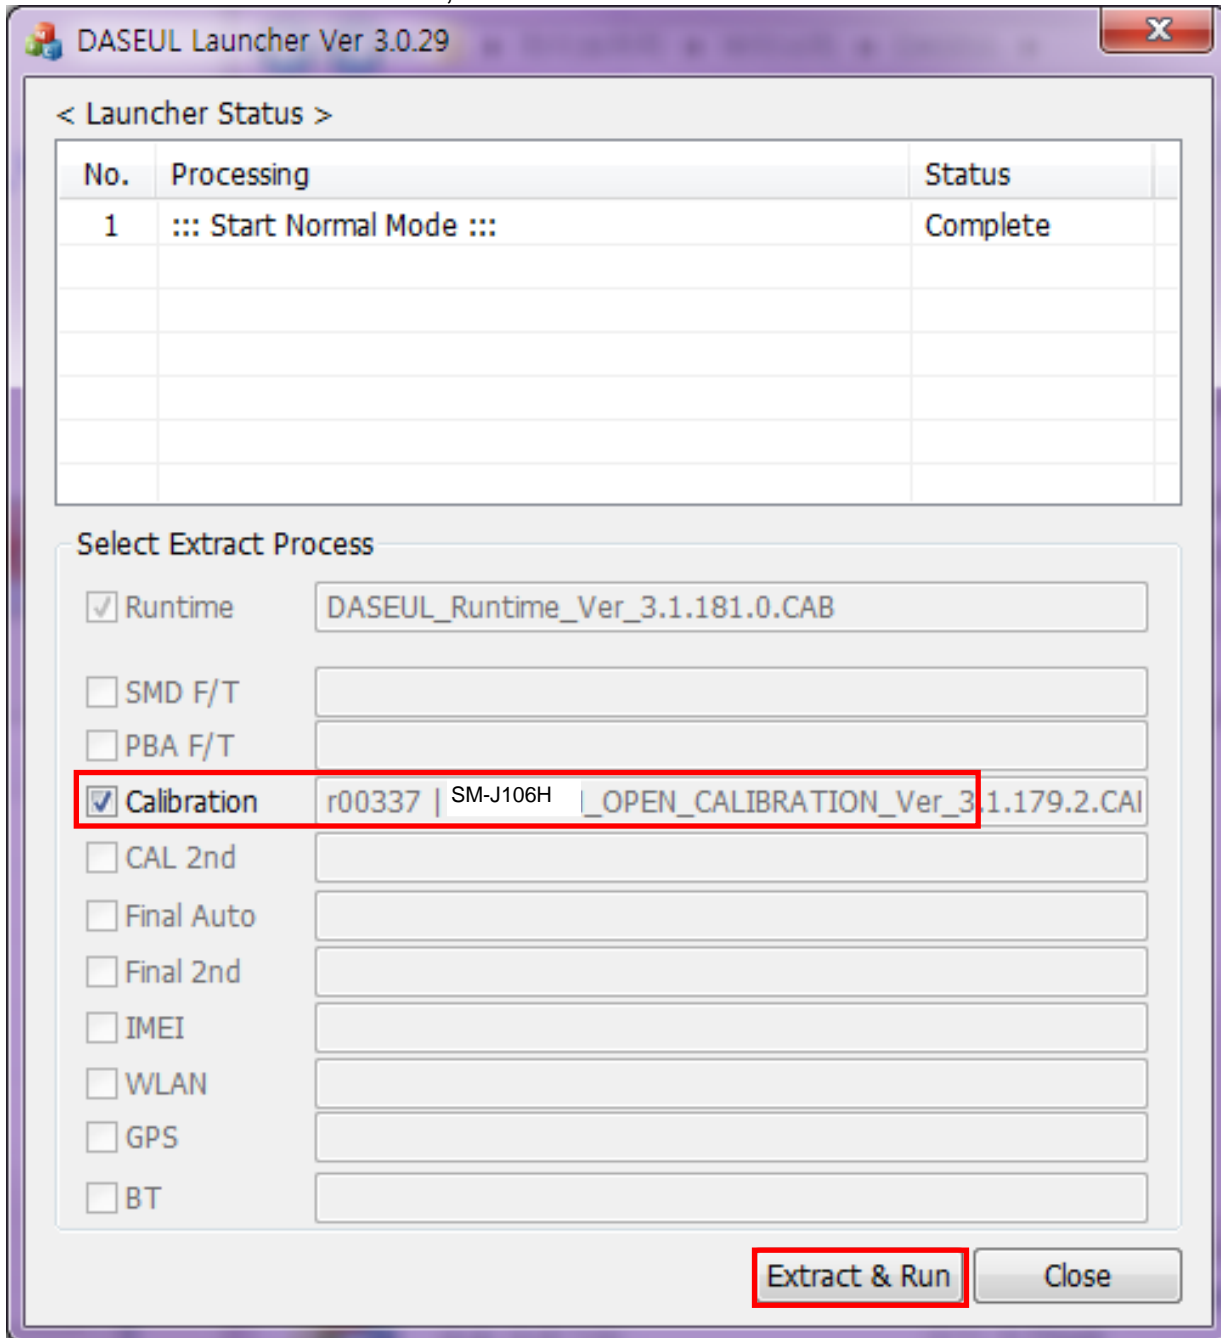 DASEUL Launcher Ver 3.0.29
< Launcher Status >
No. Processing Status
1 ::: Start Normal Mode ::: Complete
Select Extract Process
Runtime DASEUL_Runtime_Ver_3.1.181.0.CAB
SMD F/T
PBA F/T
Calibration r00337 | SM-J106H _OPEN_CALIBRATION_Ver_3.1.179.2.CAI
CAL 2nd
Final Auto
Final 2nd
IMEI
WLAN
GPS
BT
Extract & Run Close